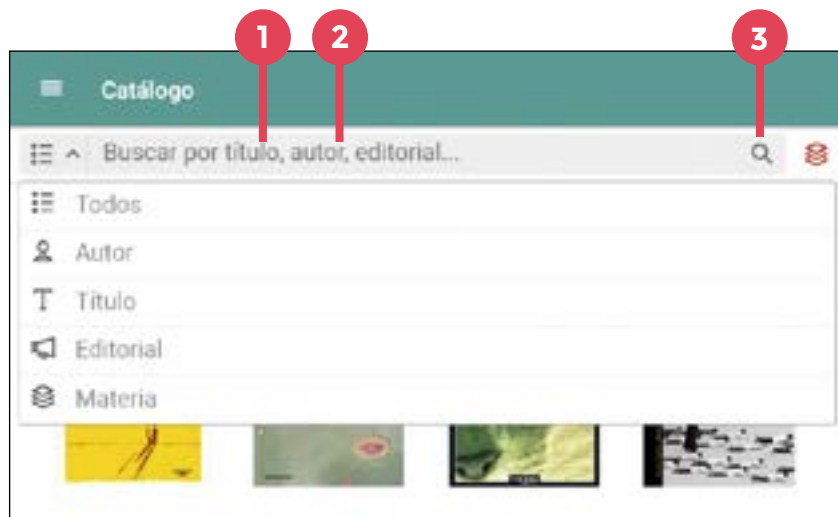 1 2 3
Catálogo
Buscar por título, autor, editorial...
Todos
Autor
Título
Editorial
Materia